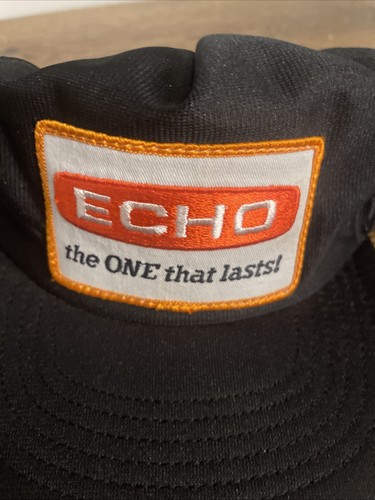 ECHO
the ONE that lasts!